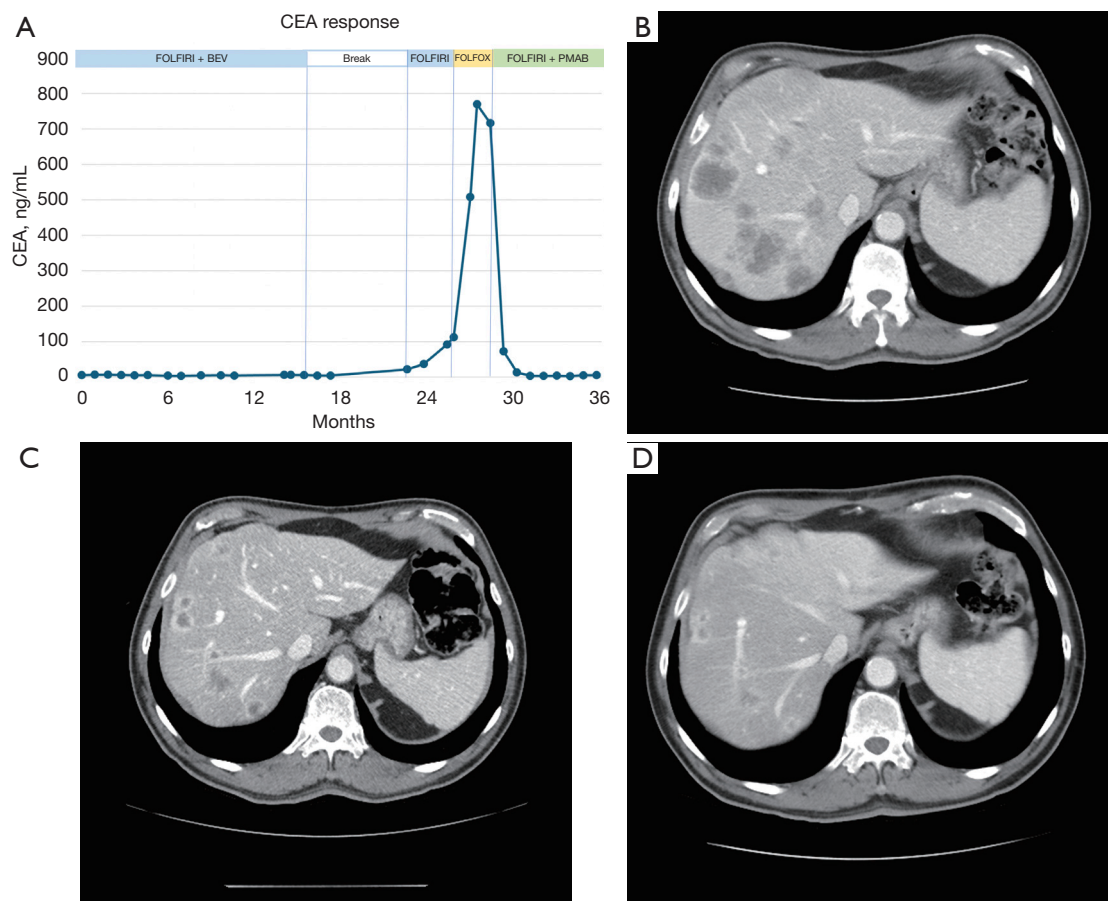 A
CEA response
FOLFIRI + BEV Break FOLFIRI FOLFOX FOLFIRI + PMAB
900
800
700
600
500
400
300
200
100
0
CEA, ng/mL
0 6 12 18 24 30 36
Months
B
C
D